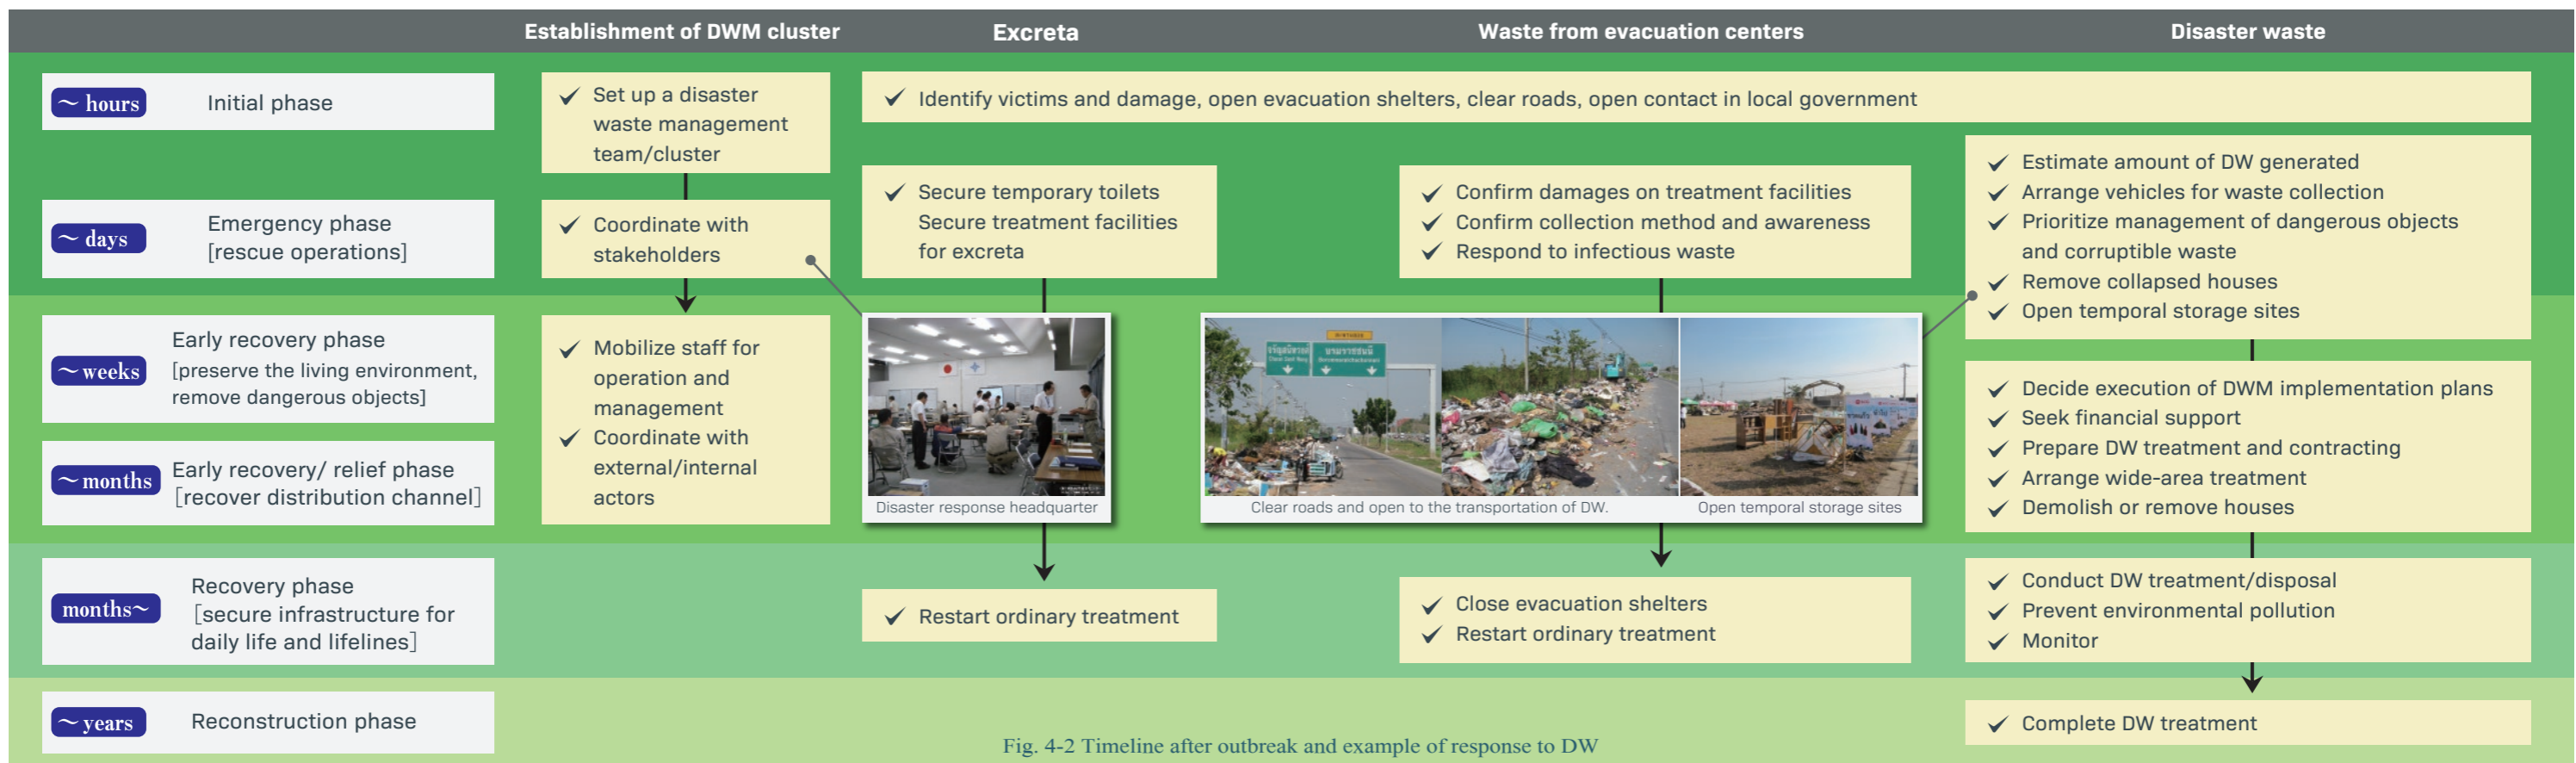 Establishment of DWM cluster
Excreta
Waste from evacuation centers
Disaster waste
～ hours
Initial phase
✓ Set up a disaster
waste management
team/cluster
✓ Identify victims and damage, open evacuation shelters, clear roads, open contact in local government
～ days
Emergency phase
[rescue operations]
✓ Coordinate with
stakeholders
✓ Secure temporary toilets
Secure treatment facilities
for excreta
✓ Confirm damages on treatment facilities
✓ Confirm collection method and awareness
✓ Respond to infectious waste
✓ Estimate amount of DW generated
✓ Arrange vehicles for waste collection
✓ Prioritize management of dangerous objects
and corruptible waste
✓ Remove collapsed houses
✓ Open temporal storage sites
～weeks
Early recovery phase
[preserve the living environment,
remove dangerous objects]
～months
Early recovery/ relief phase
[recover distribution channel]
✓ Mobilize staff for
operation and
management
✓ Coordinate with
external/internal
actors
Disaster response headquarter
Clear roads and open to the transportation of DW.
Open temporal storage sites
✓ Decide execution of DWM implementation plans
✓ Seek financial support
✓ Prepare DW treatment and contracting
✓ Arrange wide-area treatment
✓ Demolish or remove houses
months～
Recovery phase
[secure infrastructure for
daily life and lifelines]
✓ Restart ordinary treatment
✓ Close evacuation shelters
✓ Restart ordinary treatment
✓ Conduct DW treatment/disposal
✓ Prevent environmental pollution
✓ Monitor
～ years
Reconstruction phase
✓ Complete DW treatment
Fig. 4-2 Timeline after outbreak and example of response to DW